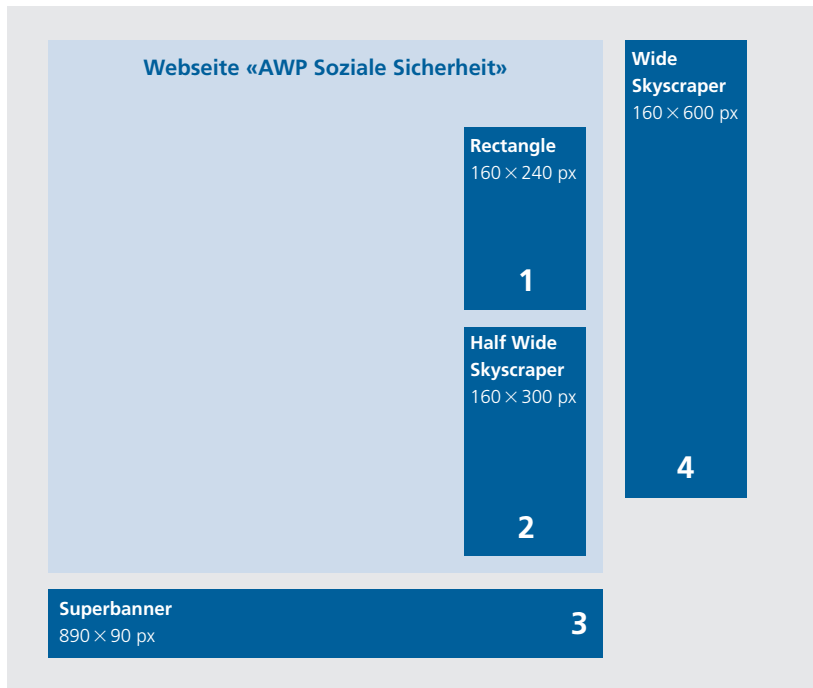 Webseite «AWP Soziale Sicherheit»
Rectangle
160 × 240 px
1
Half Wide
Skyscraper
160 × 300 px
2
Superbanner
890 × 90 px
3
Wide
Skyscraper
160 × 600 px
4